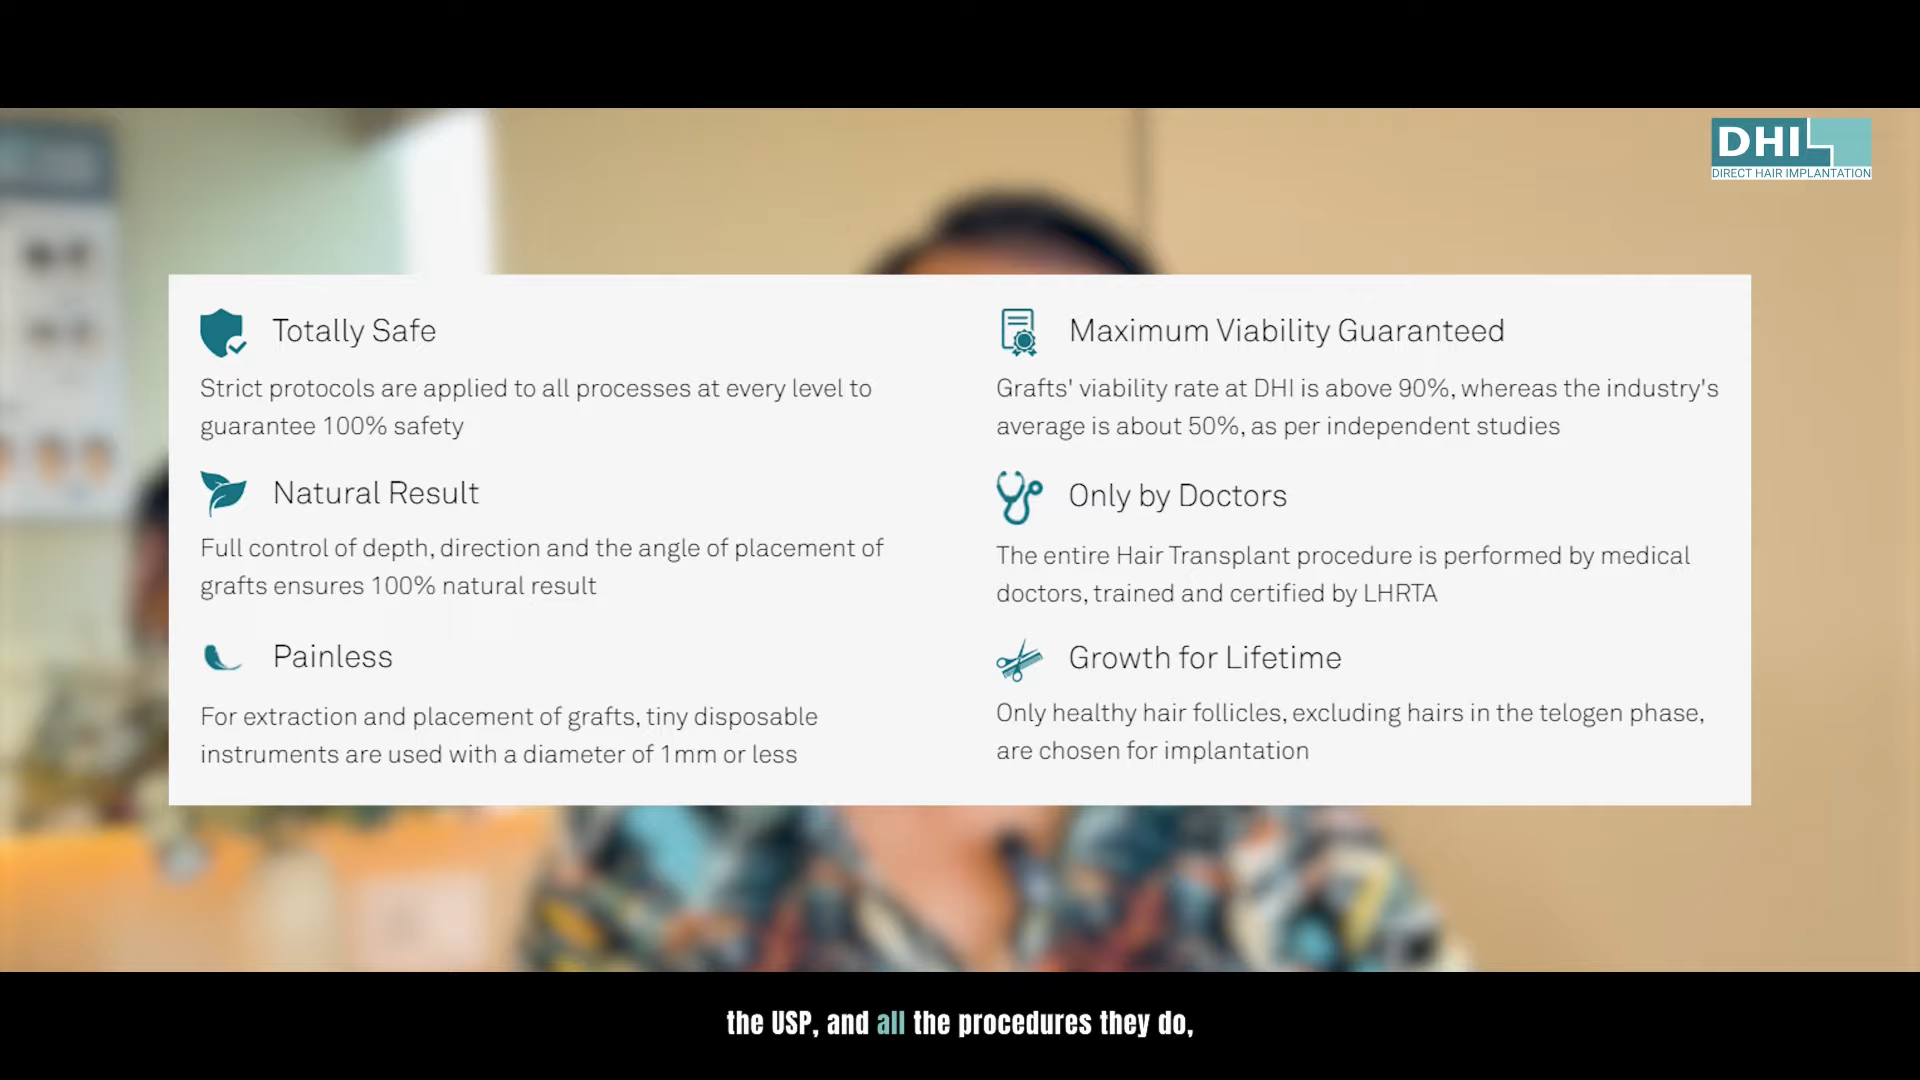 DHI
DIRECT HAIR IMPLANTATION
Totally Safe
Strict protocols are applied to all processes at every level to
guarantee 100% safety
Natural Result
Full control of depth, direction and the angle of placement of
grafts ensures 100% natural result
Painless
For extraction and placement of grafts, tiny disposable
instruments are used with a diameter of 1mm or less
Maximum Viability Guaranteed
Grafts' viability rate at DHI is above 90%, whereas the industry's
average is about 50%, as per independent studies
Only by Doctors
The entire Hair Transplant procedure is performed by medical
doctors, trained and certified by LHRTA
Growth for Lifetime
Only healthy hair follicles, excluding hairs in the telogen phase,
are chosen for implantation
the USP, and all the procedures they do,